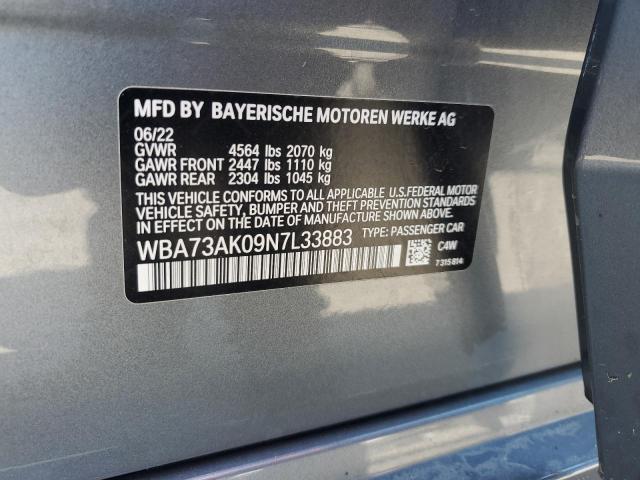 MFD BY BAYERISCHE MOTOREN WERKE AG
06/22
GVWR 4564 lbs 2070 kg
GAWR FRONT 2447 lbs 1110 kg
GAWR REAR 2304 lbs 1045 kg
THIS VEHICLE CONFORMS TO ALL APPLICABLE U.S. FEDERAL MOTOR
VEHICLE SAFETY, BUMPER AND THEFT PREVENTION STANDARDS
IN EFFECT ON THE DATE OF MANUFACTURE SHOWN ABOVE.
WBA73AK09N7L33883 TYPE: PASSENGER CAR
C4W
7315814